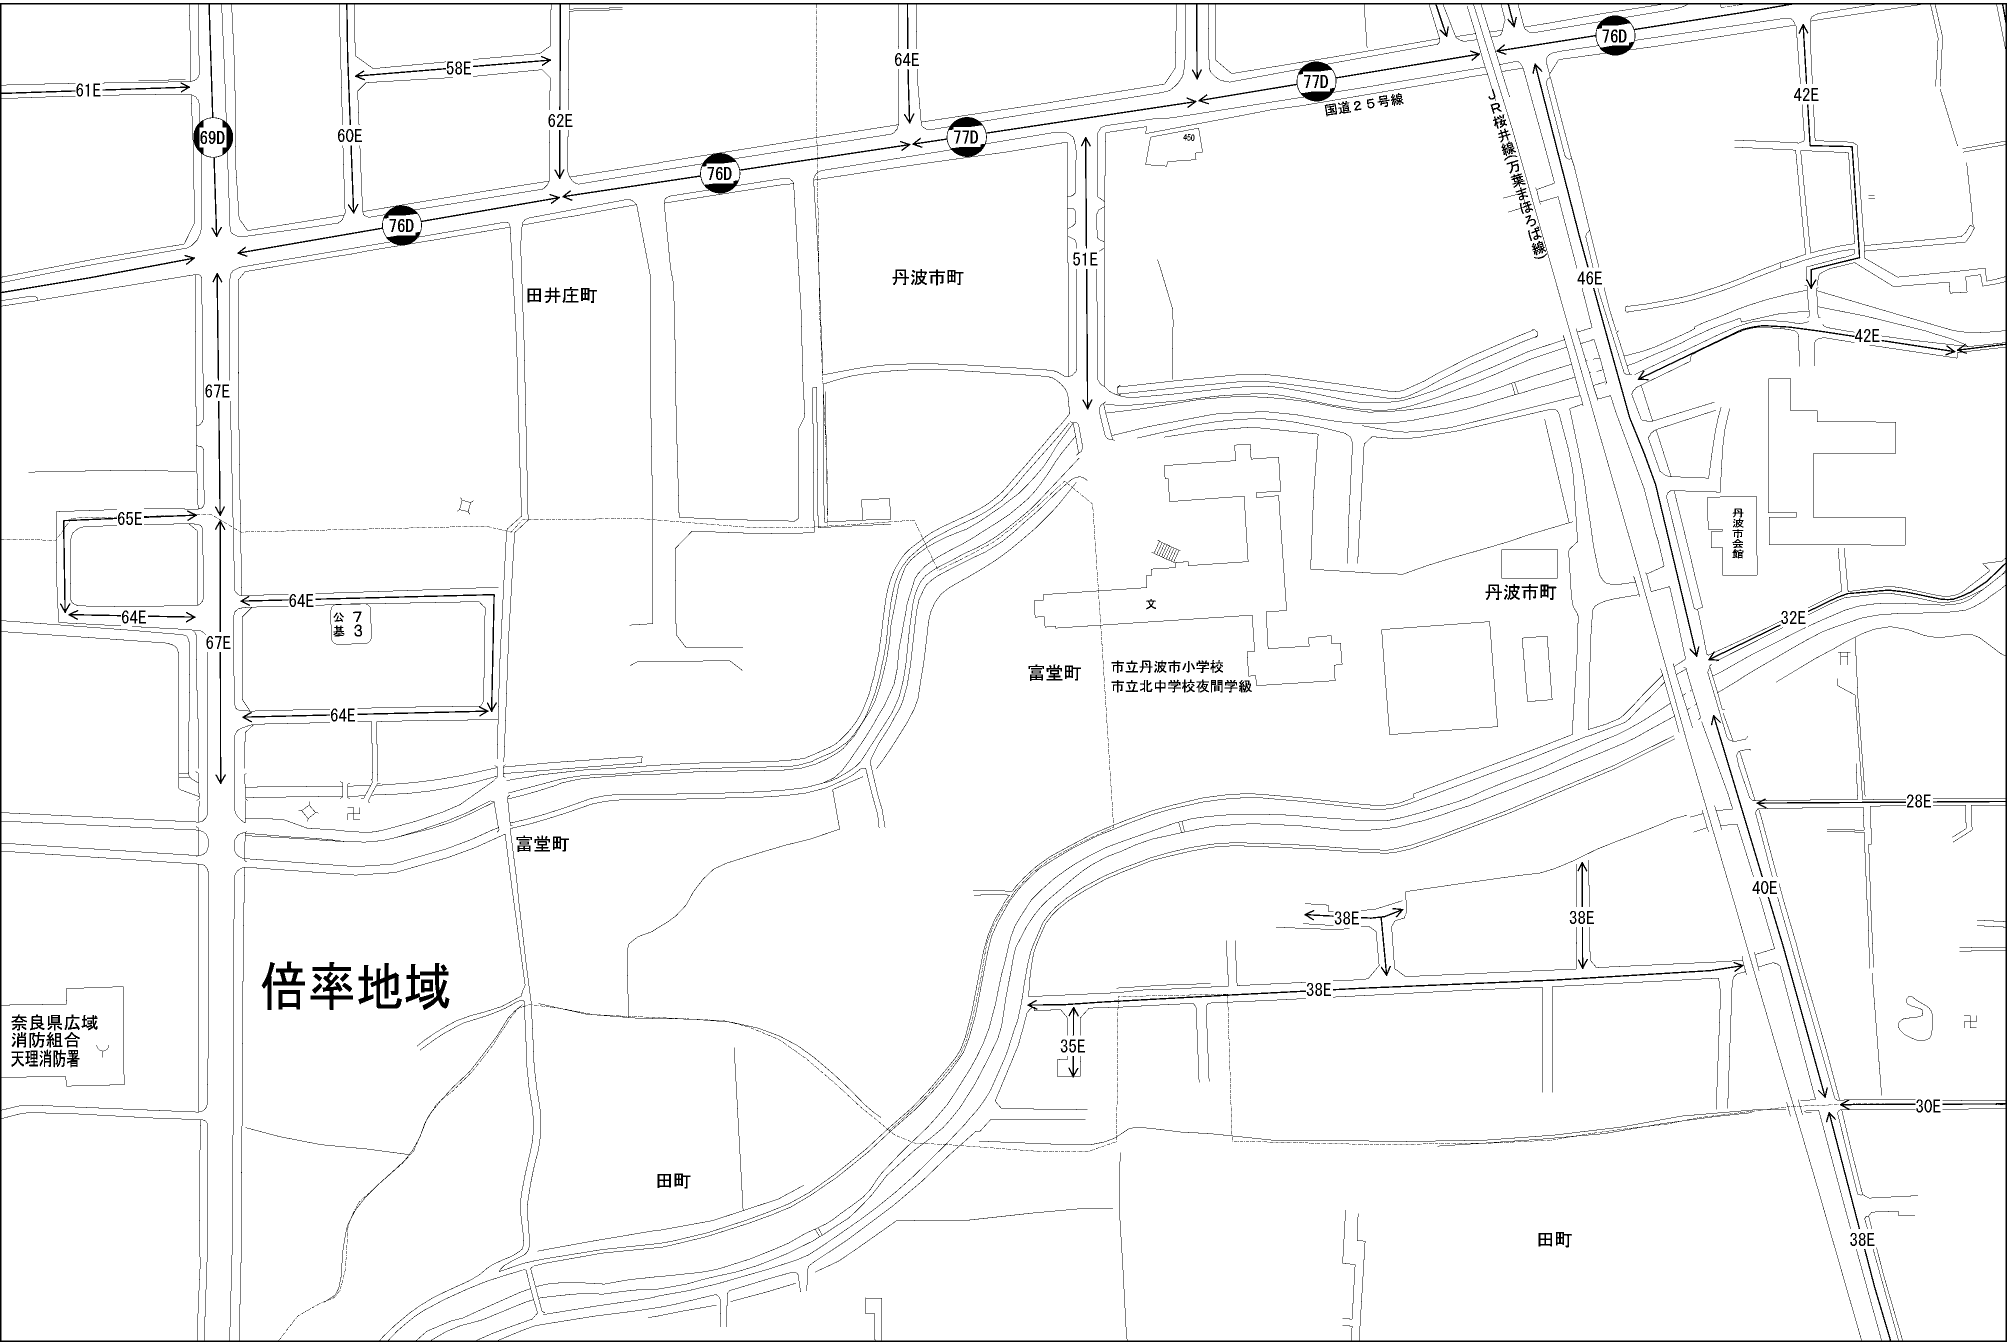 76D
42E
64E
58E
77D
61E
国道25号線
62E
60E
69D
77D
450
JR桜井線(万葉まほろば線)
76D
76D
51E
丹波市町
46E
田井庄町
42E
67E
65E
丹波市会館
64E
丹波市町
文
公 7
基 3
64E
32E
67E
富堂町
市立丹波市小学校
市立北中学校夜間学級
64E
28E
富堂町
40E
38E
38E
倍率地域
38E
奈良県広域
消防組合
天理消防署
35E
30E
田町
田町
38E